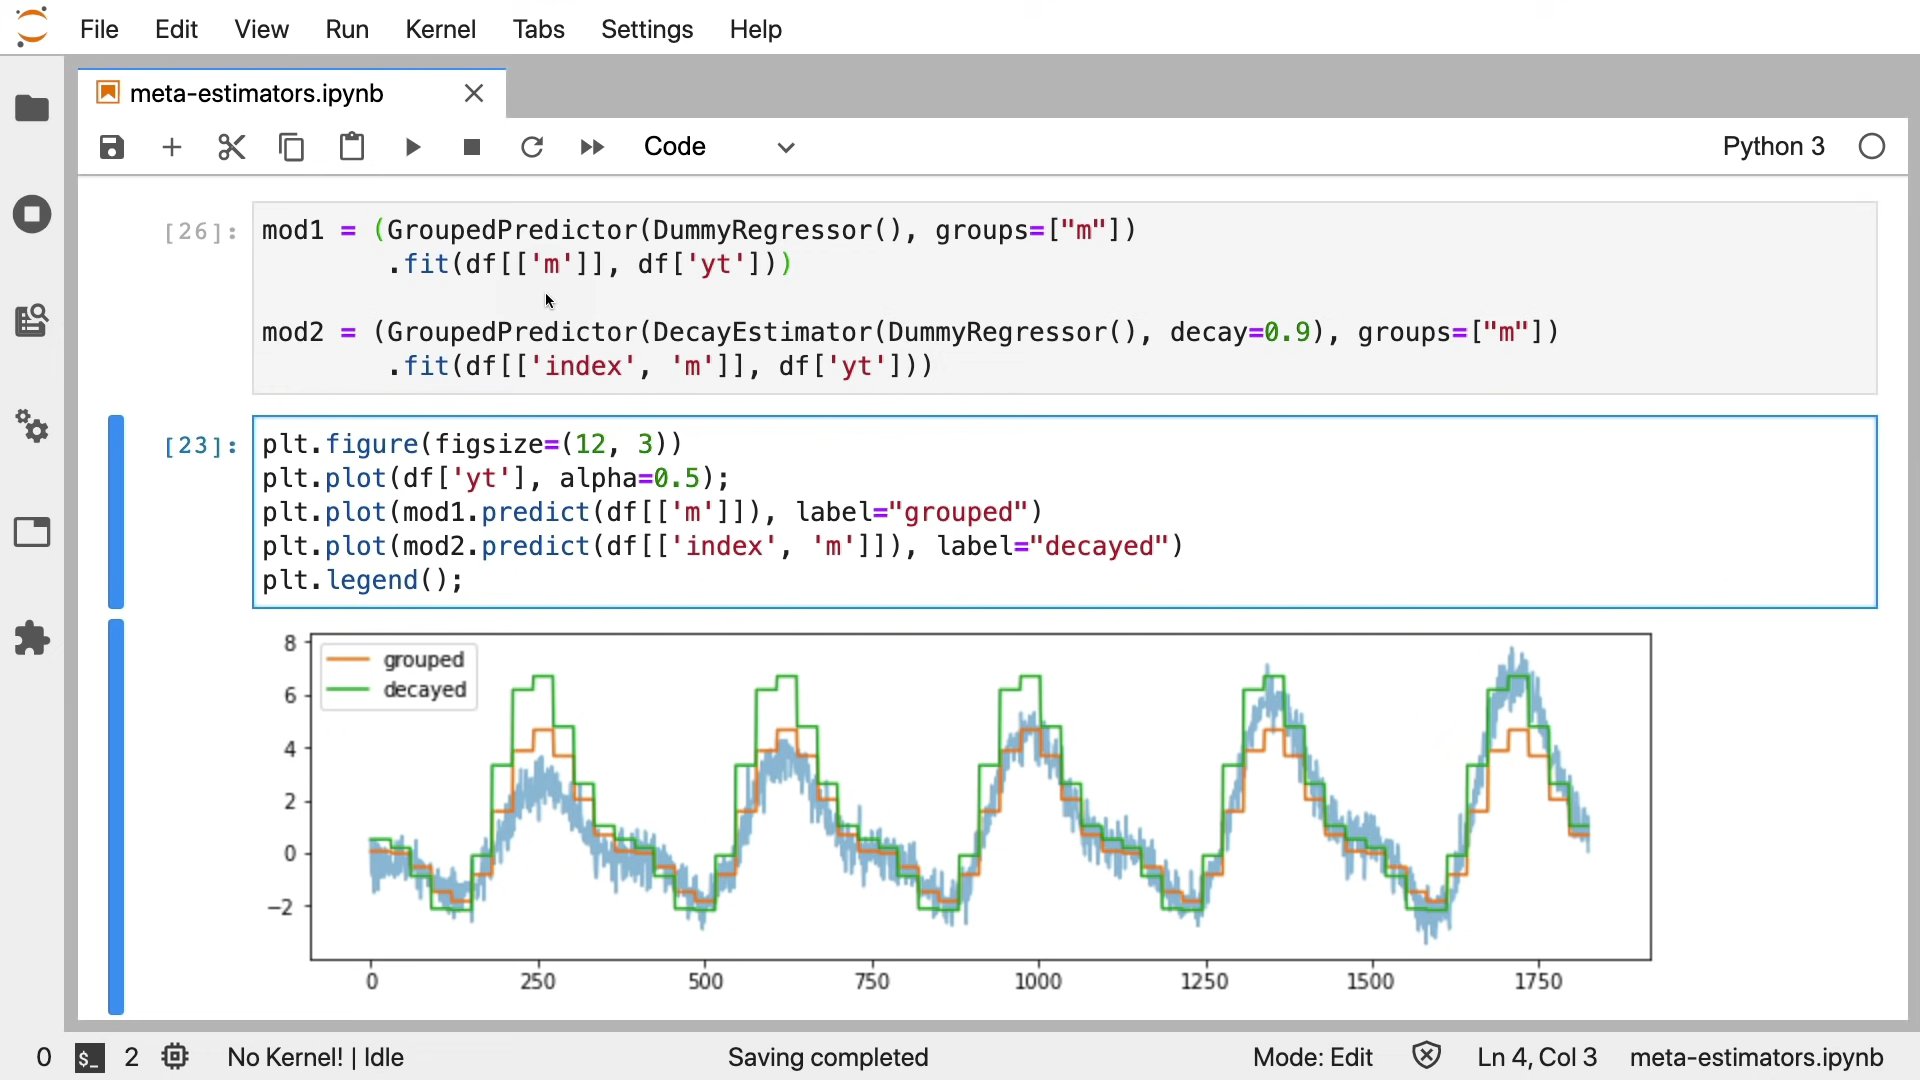 File Edit View Run Kernel Tabs Settings Help
meta-estimators.ipynb
Code
Python 3
[26]:
mod1 = (GroupedPredictor(DummyRegressor(), groups=["m"])
.fit(df[['m']], df['yt']))
mod2 = (GroupedPredictor(DecayEstimator(DummyRegressor(), decay=0.9), groups=["m"])
.fit(df[['index', 'm']], df['yt']))
[23]:
plt.figure(figsize=(12, 3))
plt.plot(df['yt'], alpha=0.5);
plt.plot(mod1.predict(df[['m']]), label="grouped")
plt.plot(mod2.predict(df[['index', 'm']]), label="decayed")
plt.legend();
8
6
4
2
0
−2
grouped
decayed
0 250 500 750 1000 1250 1500 1750
0 $_ 2 No Kernel! | Idle Saving completed Mode: Edit Ln 4, Col 3 meta-estimators.ipynb